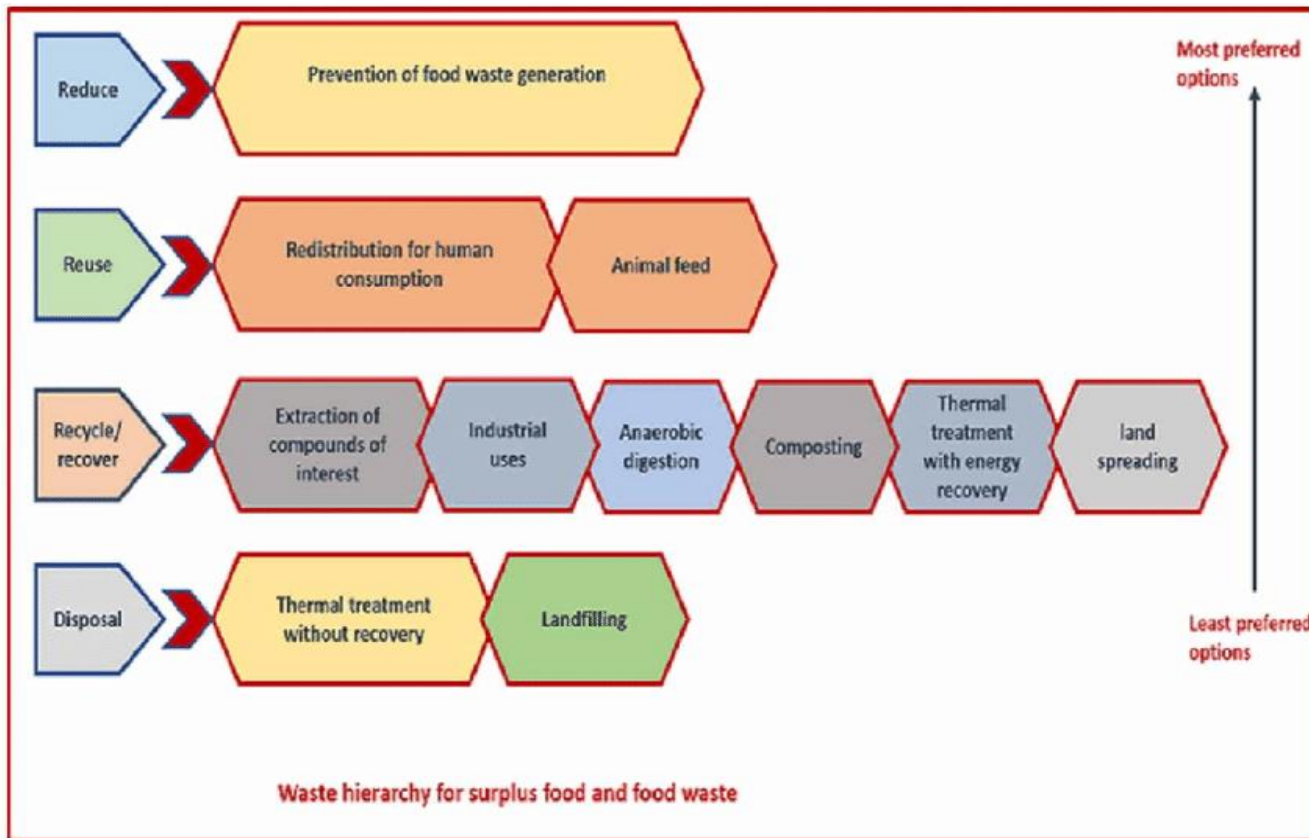 Most preferred
options
Reduce
Prevention of food waste generation
Reuse
Redistribution for human
consumption
Animal feed
Recycle/
recover
Extraction of
compounds of
interest
Industrial
uses
Anaerobic
digestion
Composting
Thermal
treatment
with energy
recovery
land
spreading
Disposal
Thermal treatment
without recovery
Landfilling
Least preferred
options
Waste hierarchy for surplus food and food waste